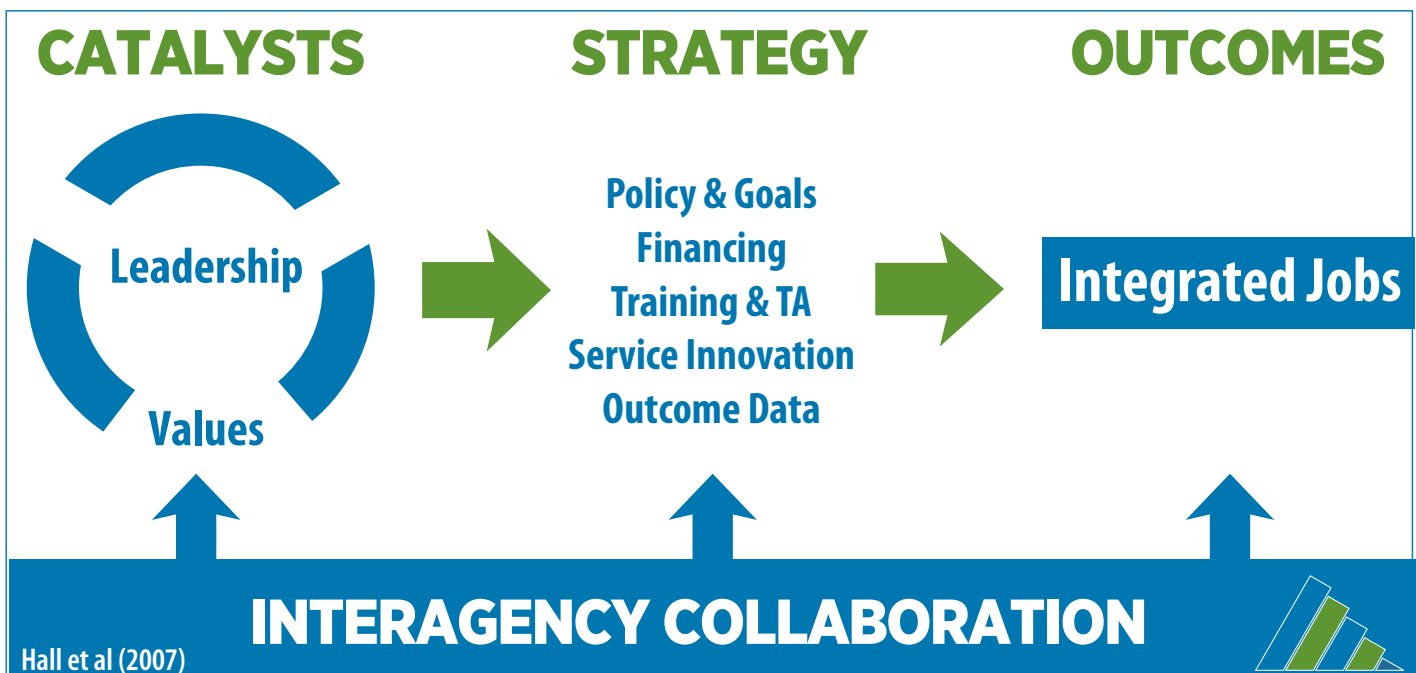 CATALYSTS
STRATEGY
OUTCOMES
Leadership
Values
Policy & Goals
Financing
Training & TA
Service Innovation
Outcome Data
Integrated Jobs
INTERAGENCY COLLABORATION
Hall et al (2007)